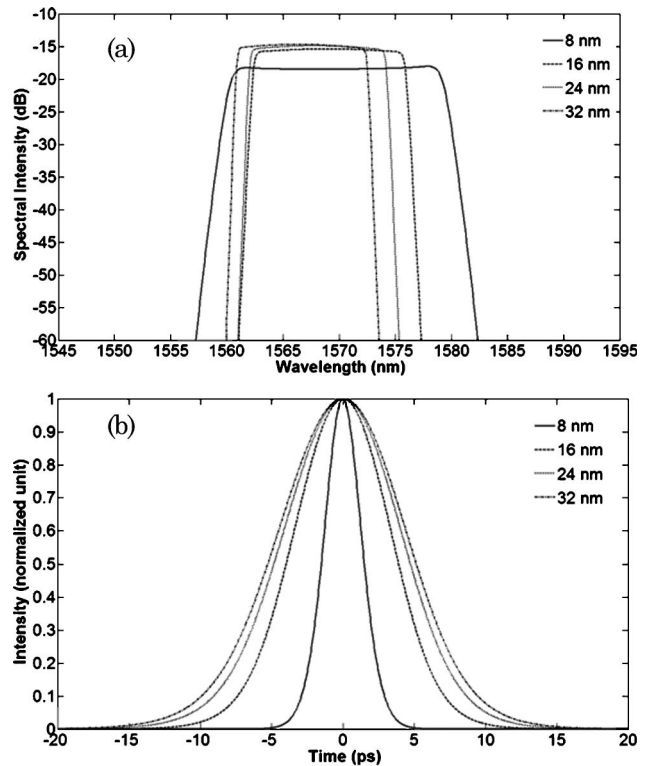 (a)
8 nm
16 nm
24 nm
32 nm
Spectral Intensity (dB)
-10
-15
-20
-25
-30
-35
-40
-45
-50
-55
-60
1545 1550 1555 1560 1565 1570 1575 1580 1585 1590 1595
Wavelength (nm)
(b)
8 nm
16 nm
24 nm
32 nm
Intensity (normalized unit)
1
0.9
0.8
0.7
0.6
0.5
0.4
0.3
0.2
0.1
0
-20 -15 -10 -5 0 5 10 15 20
Time (ps)